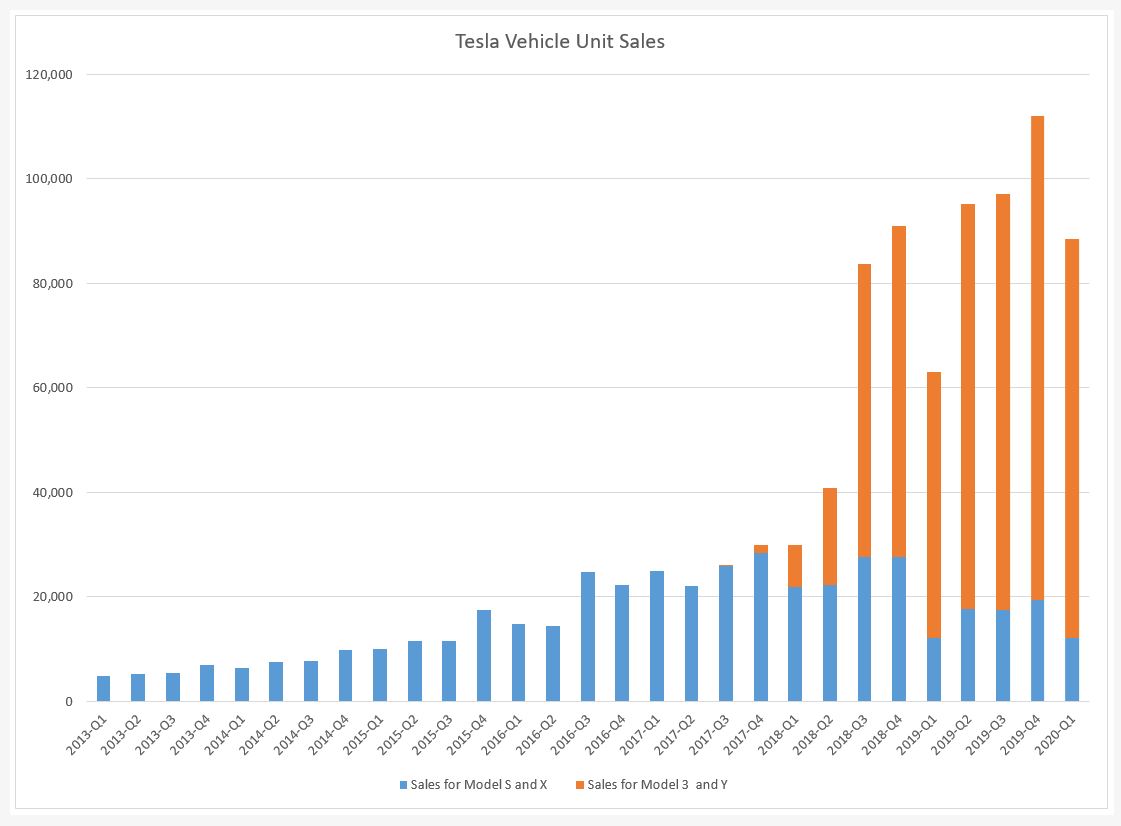 Tesla Vehicle Unit Sales
120,000
100,000
80,000
60,000
40,000
20,000
0
2013-Q1
2013-Q2
2013-Q3
2013-Q4
2014-Q1
2014-Q2
2014-Q3
2014-Q4
2015-Q1
2015-Q2
2015-Q3
2015-Q4
2016-Q1
2016-Q2
2016-Q3
2016-Q4
2017-Q1
2017-Q2
2017-Q3
2017-Q4
2018-Q1
2018-Q2
2018-Q3
2018-Q4
2019-Q1
2019-Q2
2019-Q3
2019-Q4
2020-Q1
Sales for Model S and X
Sales for Model 3  and Y